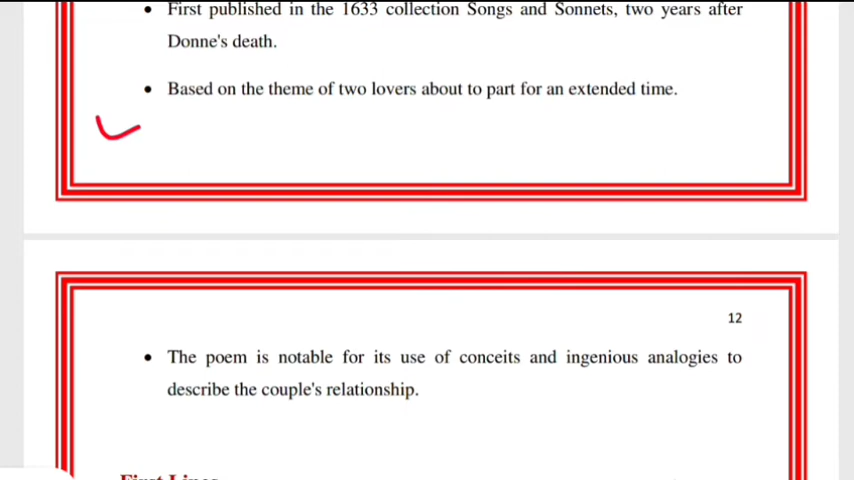 • First published in the 1633 collection Songs and Sonnets, two years after
Donne's death.
• Based on the theme of two lovers about to part for an extended time.
12
• The poem is notable for its use of conceits and ingenious analogies to
describe the couple's relationship.
First Lines